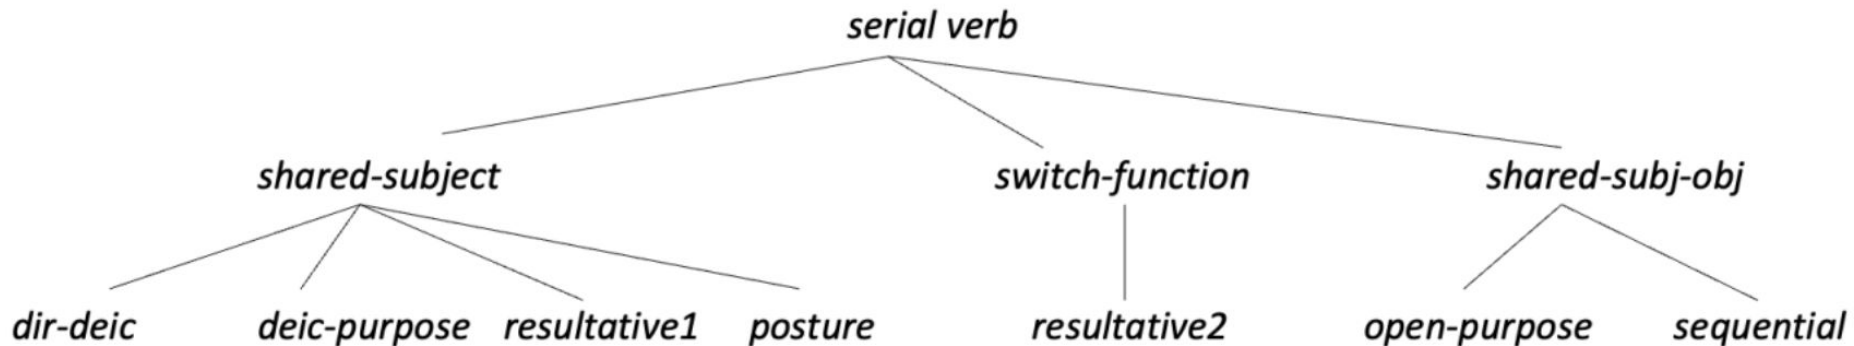 serial verb
shared-subject switch-function shared-subj-obj
dir-deic deic-purpose resultative1 posture resultative2 open-purpose sequential